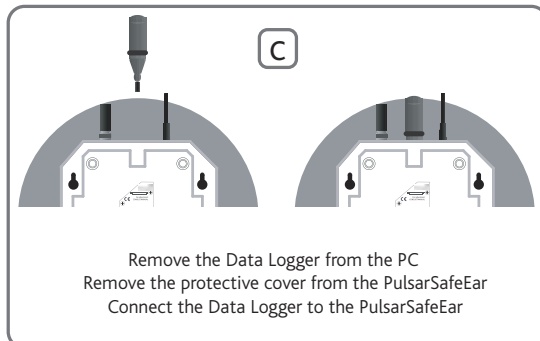 C
Remove the Data Logger from the PC
Remove the protective cover from the PulsarSafeEar
Connect the Data Logger to the PulsarSafeEar